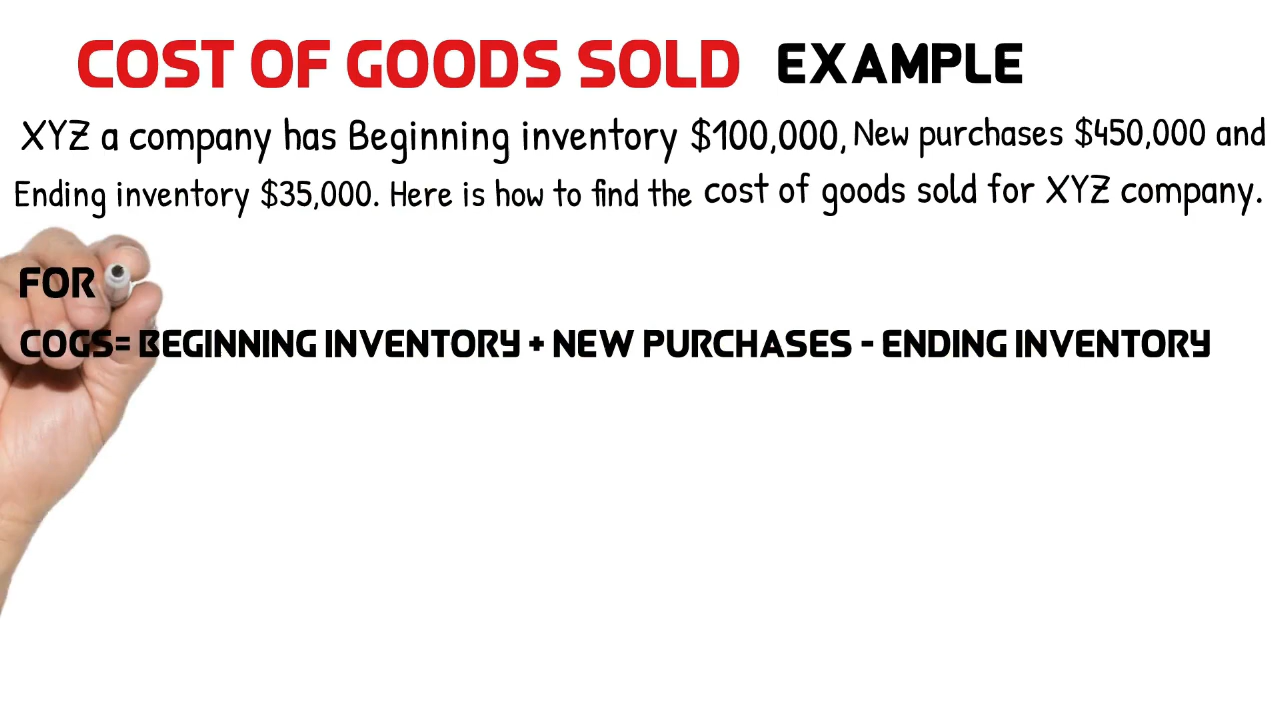 COST OF GOODS SOLD EXAMPLE
XYZ a company has Beginning inventory $100,000, New purchases $450,000 and
Ending inventory $35,000. Here is how to find the cost of goods sold for XYZ company.
FOR
COGS= BEGINNING INVENTORY + NEW PURCHASES - ENDING INVENTORY